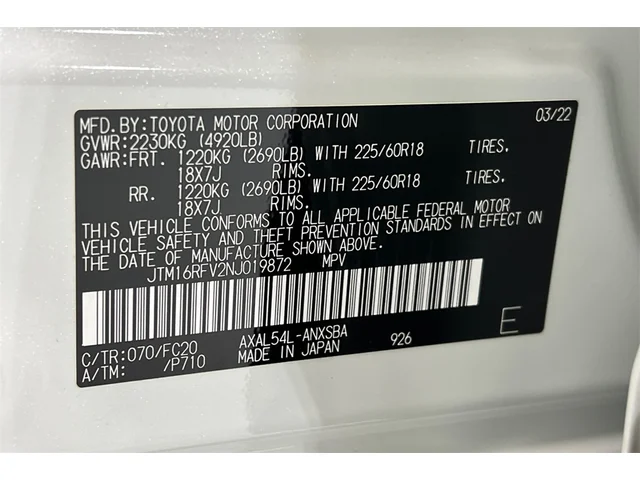 MFD.BY:TOYOTA MOTOR CORPORATION 03/22
GVWR:2230KG (4920LB)
GAWR:FRT. 1220KG (2690LB) WITH 225/60R18 TIRES.
18X7J RIMS.
RR. 1220KG (2690LB) WITH 225/60R18 TIRES.
18X7J RIMS.
THIS VEHICLE CONFORMS TO ALL APPLICABLE FEDERAL MOTOR
VEHICLE SAFETY AND THEFT PREVENTION STANDARDS IN EFFECT ON
THE DATE OF MANUFACTURE SHOWN ABOVE.
JTM16RFV2NJ019872 MPV
E
C/TR:070/FC20 AXAL54L-ANXSBA 926
A/TM: /P710 MADE IN JAPAN